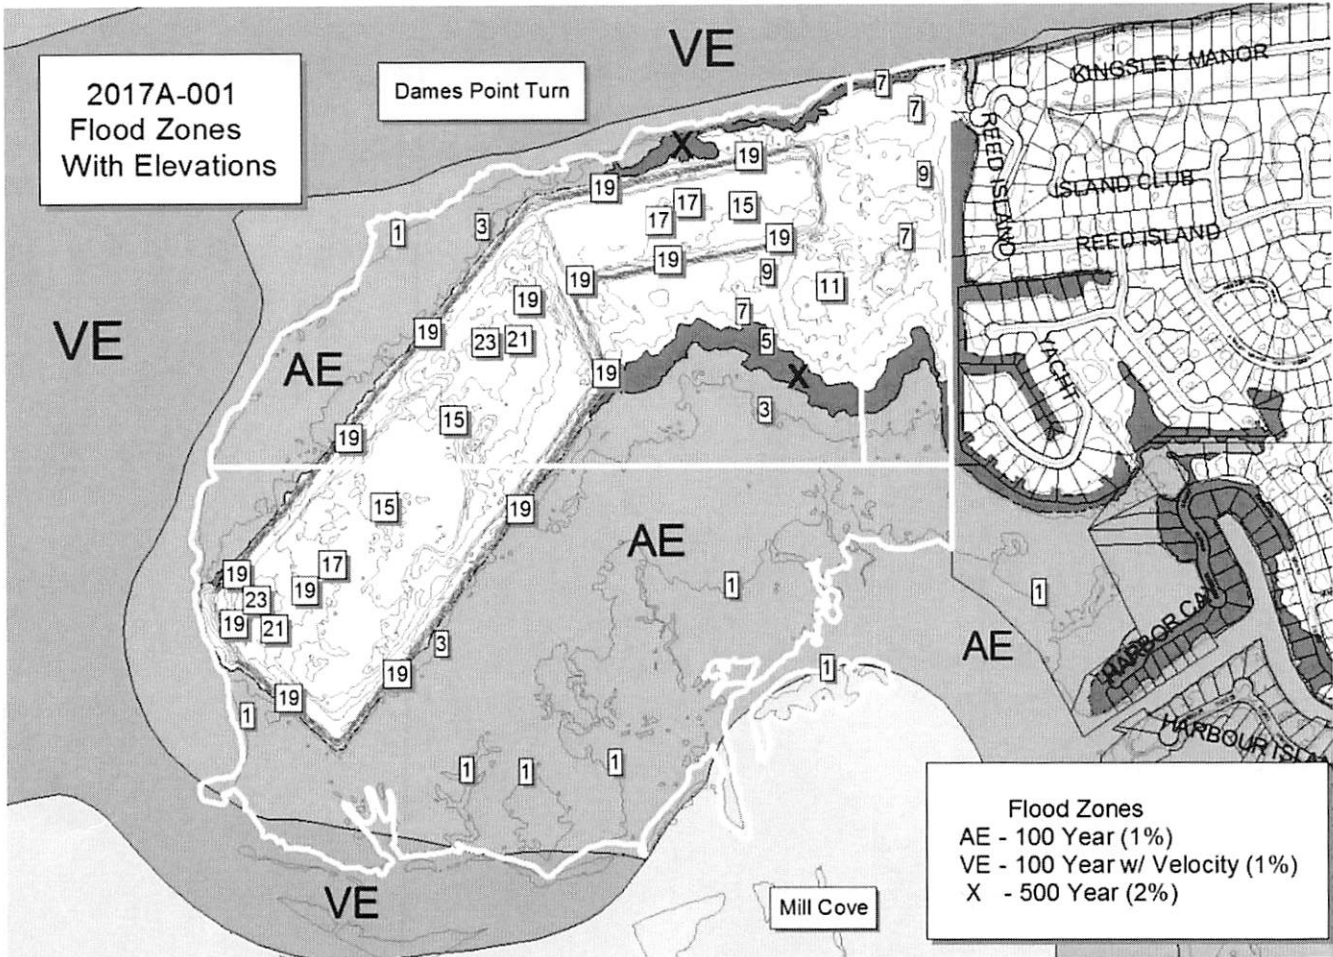 VE
2017A-001
Flood Zones
With Elevations
Dames Point Turn
KINGSLEY MANOR
REED ISLAND
ISLAND CLUB
REED ISLAND
YACHT
X
7
7
19
19
9
17
15
17
1
3
19
7
19
19
9
11
19
7
VE
19
23
21
5
AE
19
X
3
15
19
15
19
AE
17
19
1
1
19
23
19
21
3
AE
HARBOR CAY
19
1
19
1
HARBOUR ISLA
1
1
1
Flood Zones
AE - 100 Year (1%)
VE - 100 Year w/ Velocity (1%)
X - 500 Year (2%)
VE
Mill Cove